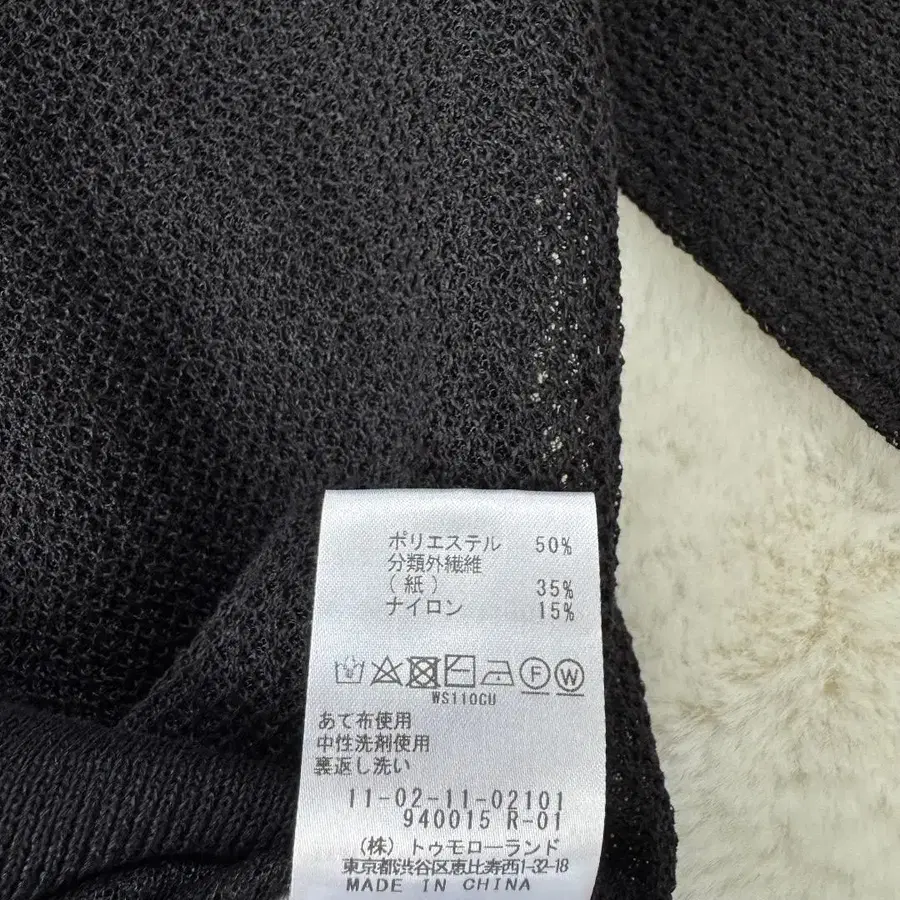 ポリエステル 50%
分類外繊維
(紙) 35%
ナイロン 15%
F W
WS110CU
あて布使用
中性洗剤使用
裏返し洗い
11-02-11-02101
940015 R-01
(株)トゥモローランド
東京都渋谷区恵比寿西1-32-18
MADE IN CHINA